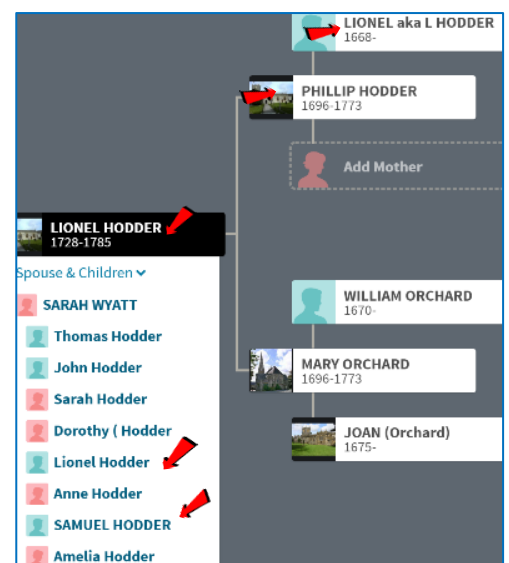 LIONEL aka L HODDER
1668-
PHILLIP HODDER
1696-1773
Add Mother
LIONEL HODDER
1728-1785
Spouse & Children
SARAH WYATT
Thomas Hodder
John Hodder
Sarah Hodder
Dorothy ( Hodder
Lionel Hodder
Anne Hodder
SAMUEL HODDER
Amelia Hodder
WILLIAM ORCHARD
1670-
MARY ORCHARD
1696-1773
JOAN (Orchard)
1675-